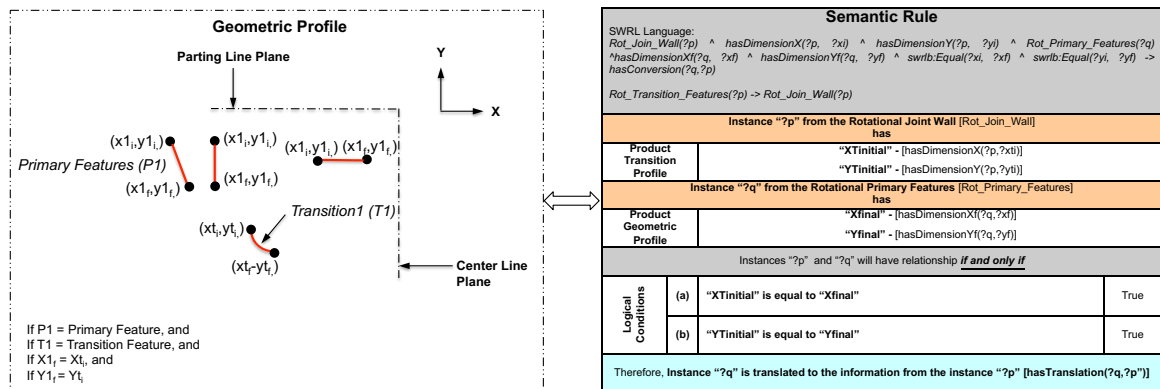 Geometric Profile
Parting Line Plane
Y
X
(x1i,y1i,)
(x1i,y1i,)
(x1i,y1i,)
(x1f,y1f,)
Primary Features (P1)
(x1f,y1f,)
(x1f,y1f,)
Transition1 (T1)
(xti,yti,)
(xtf-ytf,)
Center Line
Plane
If P1 = Primary Feature, and
If T1 = Transition Feature, and
If X1f = Xti, and
If Y1f = Yti
Semantic Rule
SWRL Language:
Rot_Join_Wall(?p) ^ hasDimensionX(?p, ?xi) ^ hasDimensionY(?p, ?yi) ^ Rot_Primary_Features(?q)
^hasDimensionXf(?q, ?xf) ^ hasDimensionYf(?q, ?yf) ^ swrlb:Equal(?xi, ?xf) ^ swrlb:Equal(?yi, ?yf) ->
hasConversion(?q,?p)
Rot_Transition_Features(?p) -> Rot_Join_Wall(?p)
Instance “?p” from the Rotational Joint Wall [Rot_Join_Wall]
has
Product
Transition
Profile
“XTinitial” - [hasDimensionX(?p,?xti)]
“YTinitial” - [hasDimensionY(?p,?yti)]
Instance “?q” from the Rotational Primary Features [Rot_Primary_Features]
has
Product
Geometric
Profile
“Xfinal” - [hasDimensionXf(?q,?xf)]
“Yfinal” - [hasDimensionYf(?q,?yf)]
Instances “?p” and “?q” will have relationship if and only if
Logical
Conditions
(a) “XTinitial” is equal to “Xfinal” True
(b) “YTinitial” is equal to “Yfinal” True
Therefore, Instance “?q” is translated to the information from the instance “?p” [hasTranslation(?q,?p”)]